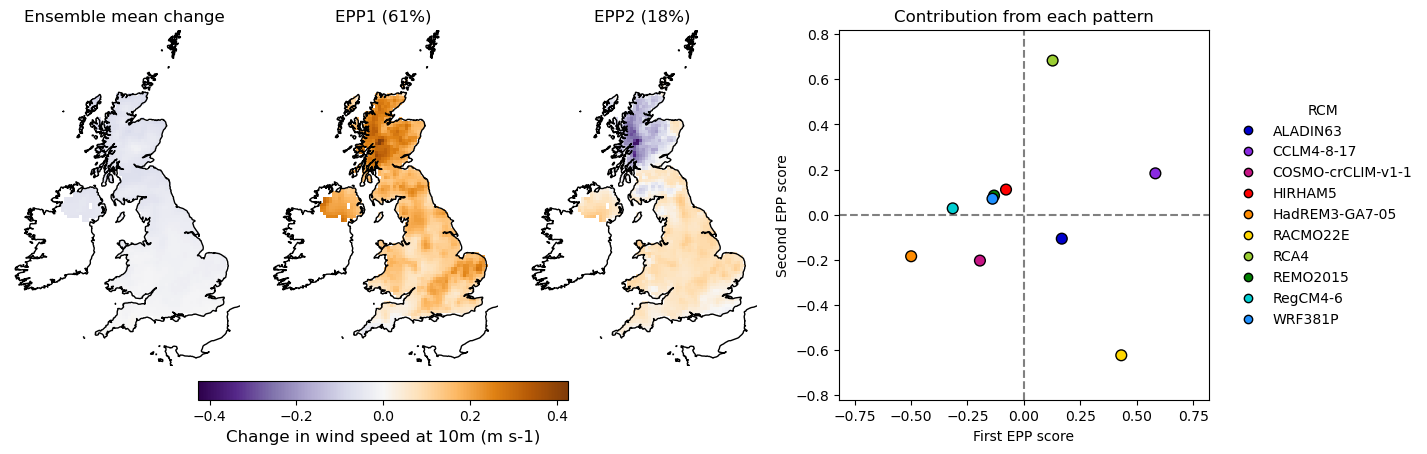 Ensemble mean change
EPP1 (61%)
EPP2 (18%)
−0.4
−0.2
0.0
0.2
0.4
Change in wind speed at 10m (m s-1)
Contribution from each pattern
Second EPP score
0.8
0.6
0.4
0.2
0.0
−0.2
−0.4
−0.6
−0.8
−0.75
−0.50
−0.25
0.00
0.25
0.50
0.75
First EPP score
RCM
ALADIN63
CCLM4-8-17
COSMO-crCLIM-v1-1
HIRHAM5
HadREM3-GA7-05
RACMO22E
RCA4
REMO2015
RegCM4-6
WRF381P